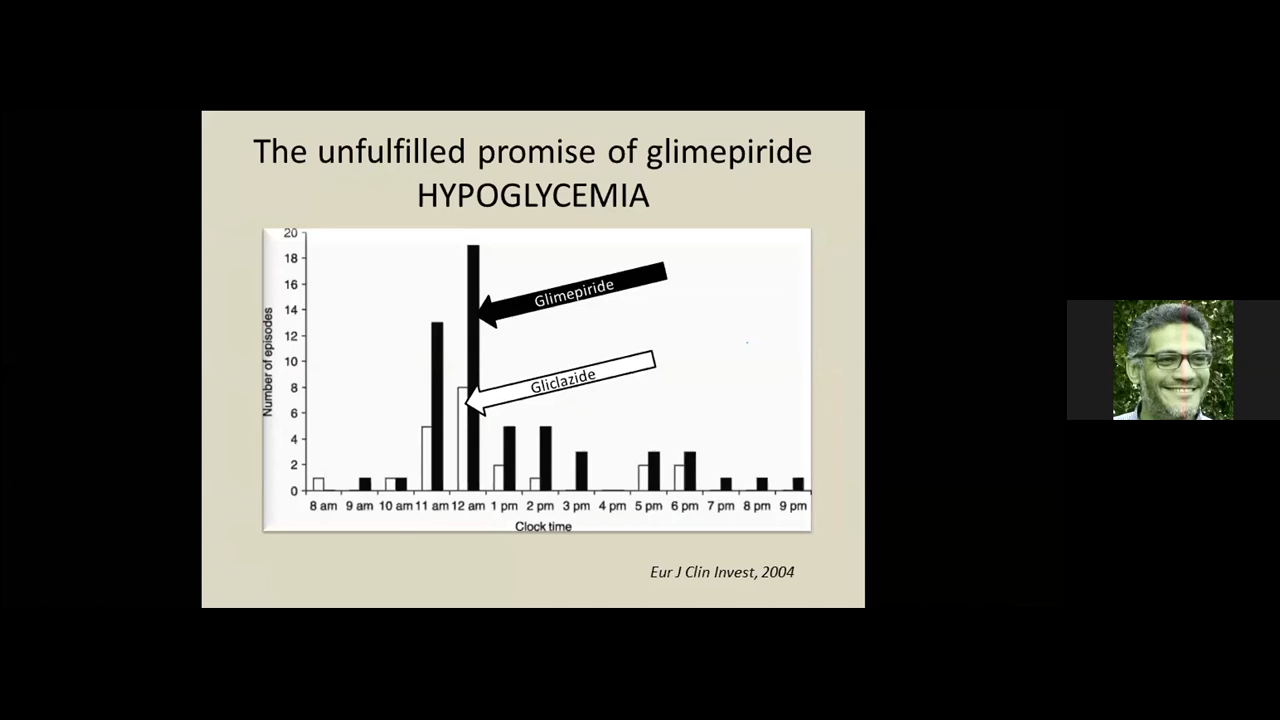 The unfulfilled promise of glimepiride
HYPOGLYCEMIA
20
18
16
14
12
10
8
6
4
2
0
Number of episodes
Glimepiride
Gliclazide
8 am 9 am 10 am 11 am 12 am 1 pm 2 pm 3 pm 4 pm 5 pm 6 pm 7 pm 8 pm 9 pm
Clock time
Eur J Clin Invest, 2004